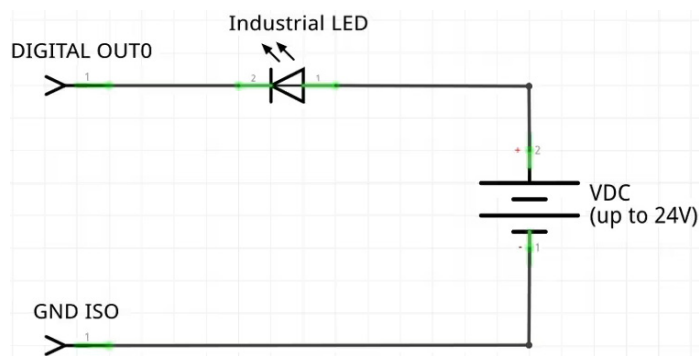 Industrial LED
DIGITAL OUT0
1
2
1
+
2
VDC
(up to 24V)
-
1
GND ISO
1